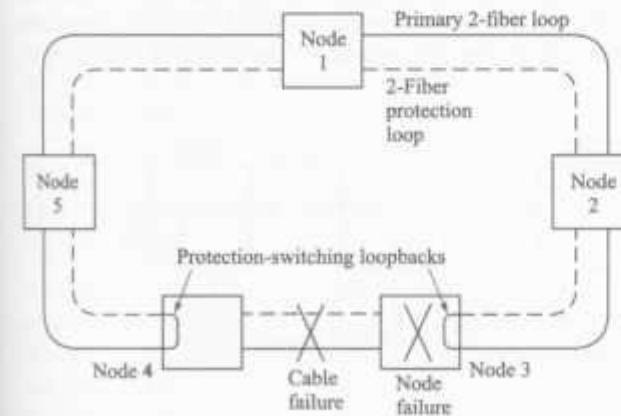 Primary 2-fiber loop
Node
1
2-Fiber
protection
loop
Node
5
Node
2
Protection-switching loopbacks
Node 4
Cable
failure
Node
failure
Node 3